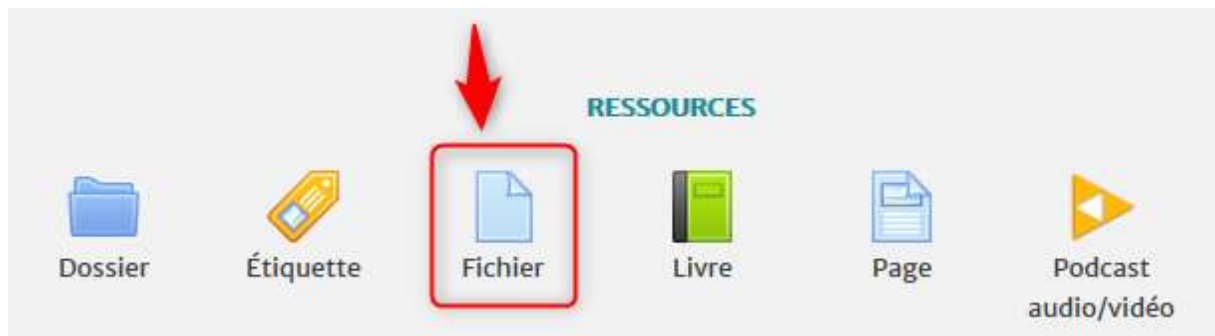 RESSOURCES
Dossier
Étiquette
Fichier
Livre
Page
Podcast
audio/vidéo